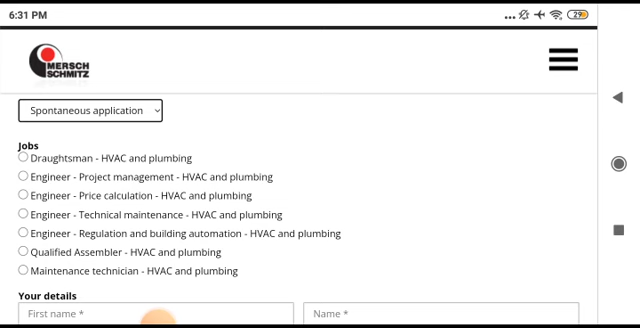 6:31 PM
29
MERSCH
SCHMITZ
Spontaneous application
Jobs
Draughtsman - HVAC and plumbing
Engineer - Project management - HVAC and plumbing
Engineer - Price calculation - HVAC and plumbing
Engineer - Technical maintenance - HVAC and plumbing
Engineer - Regulation and building automation - HVAC and plumbing
Qualified Assembler - HVAC and plumbing
Maintenance technician - HVAC and plumbing
Your details
First name *
Name *